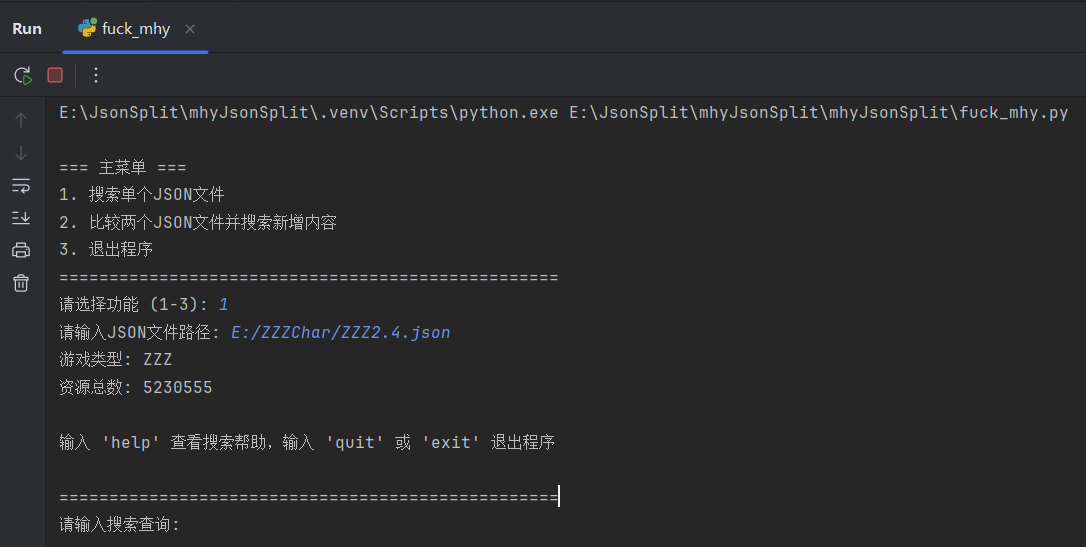 Run
fuck_mhy
E:\JsonSplit\mhyJsonSplit\.venv\Scripts\python.exe E:\JsonSplit\mhyJsonSplit\mhyJsonSplit\fuck_mhy.py
=== 主菜单 ===
1. 搜索单个JSON文件
2. 比较两个JSON文件并搜索新增内容
3. 退出程序
==================================================
请选择功能 (1-3): 1
请输入JSON文件路径: E:/ZZZChar/ZZZ2.4.json
游戏类型: ZZZ
资源总数: 5230555
输入 'help' 查看搜索帮助，输入 'quit' 或 'exit' 退出程序
==================================================
请输入搜索查询: